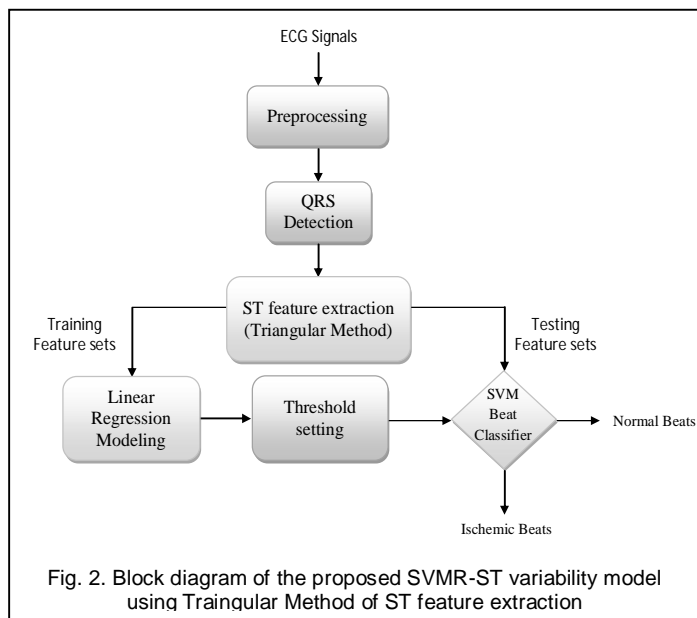 ECG Signals
Preprocessing
QRS
Detection
ST feature extraction
(Triangular Method)
Training
Feature sets
Testing
Feature sets
Linear
Regression
Modeling
Threshold
setting
SVM
Beat
Classifier
Normal Beats
Ischemic Beats
Fig. 2. Block diagram of the proposed SVMR-ST variability model
using Traingular Method of ST feature extraction